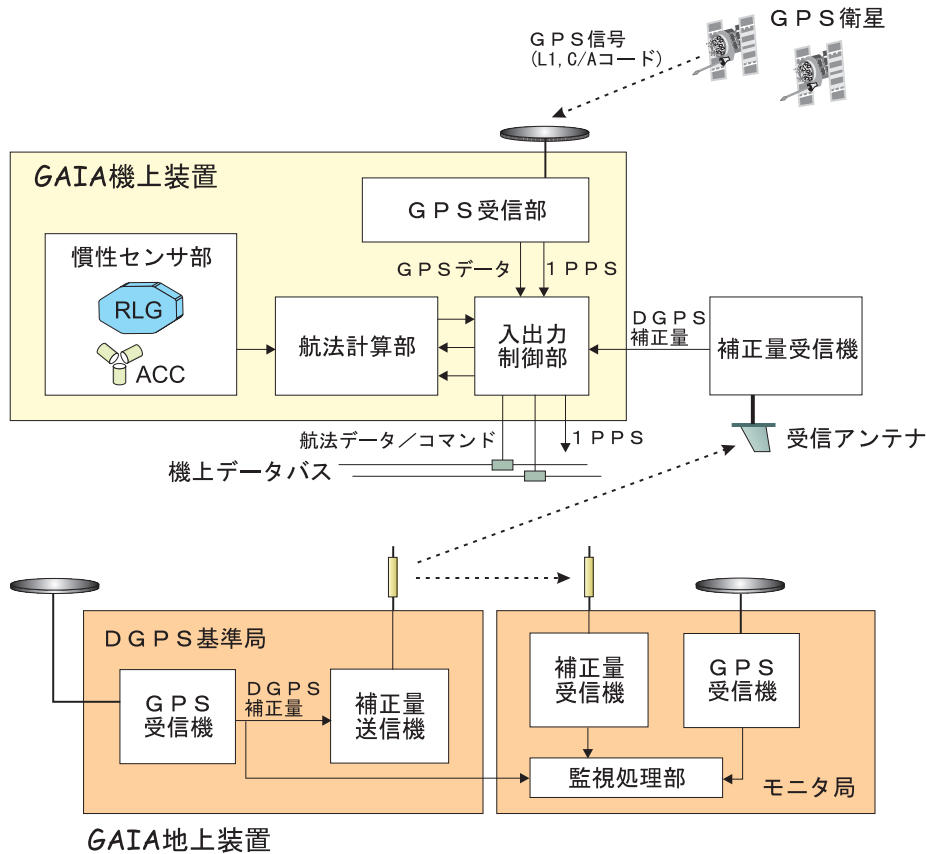 GPS衛星
GPS信号
(L1, C/Aコード)
GAIA機上装置
GPS受信部
慣性センサ部
RLG
ACC
GPSデータ
1PPS
航法計算部
入出力
制御部
DGPS
補正量
補正量受信機
航法データ/コマンド
1PPS
受信アンテナ
機上データバス
DGPS基準局
GPS
受信機
DGPS
補正量
補正量
送信機
補正量
受信機
GPS
受信機
監視処理部
モニタ局
GAIA地上装置